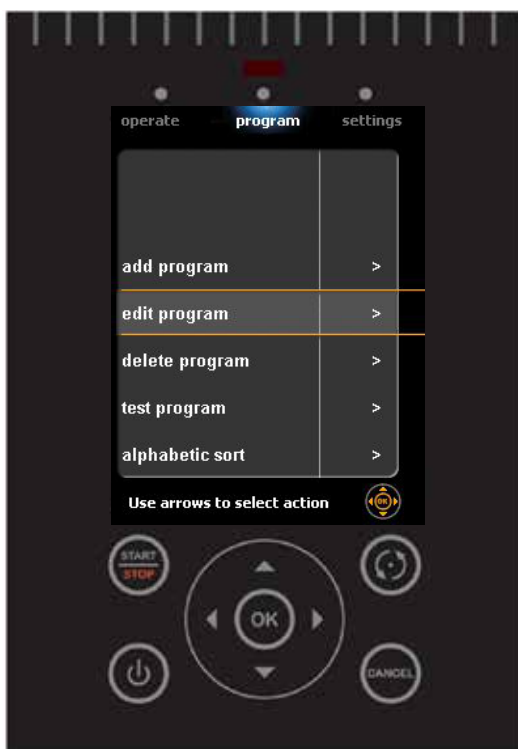 operate program settings
add program >
edit program >
delete program >
test program >
alphabetic sort >
Use arrows to select action OK
START
STOP
OK
CANCEL